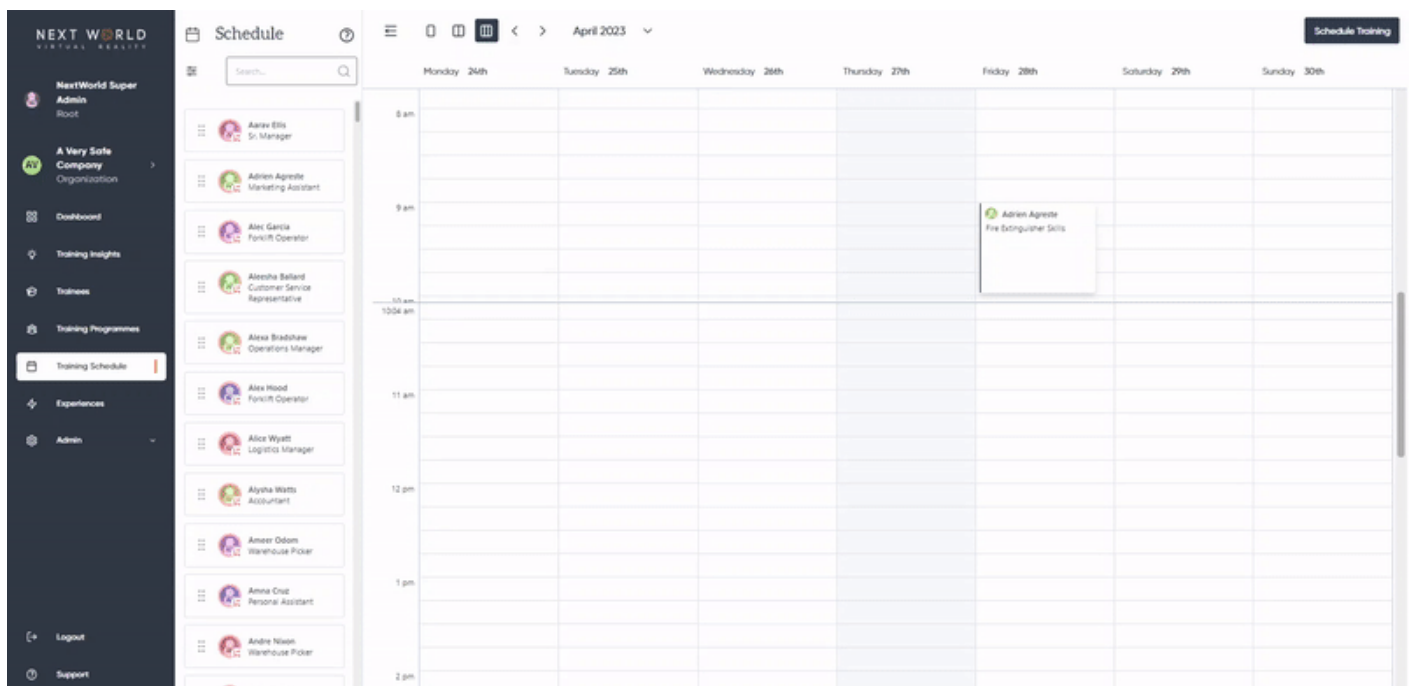 NEXT WORLD
VIRTUAL REALITY
NextWorld Super
Admin
Root
AV
A Very Safe
Company
Organization
Dashboard
Training Insights
Trainees
Training Programmes
Training Schedule
Experiences
Admin
Logout
Support
Schedule
Search...
Aarav Ellis
Sr. Manager
Adrien Agreste
Marketing Assistant
Alec Garcia
Forklift Operator
Aleesha Ballard
Customer Service
Representative
Alexa Bradshaw
Operations Manager
Alex Hood
Forklift Operator
Alice Wyatt
Logistics Manager
Alysha Watts
Accountant
Ameer Odom
Warehouse Picker
Amna Cruz
Personal Assistant
Andre Nixon
Warehouse Picker
April 2023
Schedule Training
Monday 24th
Tuesday 25th
Wednesday 26th
Thursday 27th
Friday 28th
Saturday 29th
Sunday 30th
8 am
9 am
Adrien Agreste
Fire Extinguisher Skills
10 am
10:04 am
11 am
12 pm
1 pm
2 pm